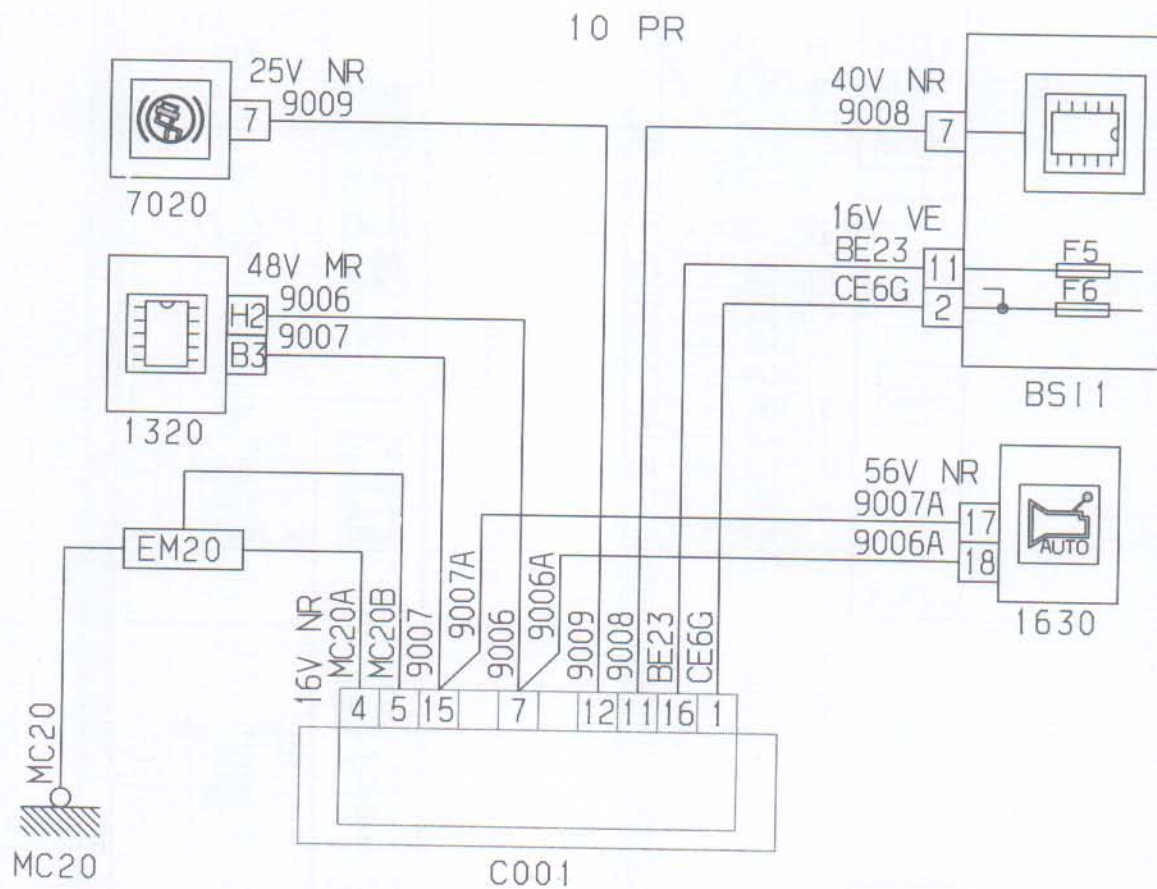 10 PR
25V NR
9009
7
7020
40V NR
9008
7
16V VE
BE23
11
F5
CE6G
2
F6
BSI1
48V MR
H2
9006
9007
B3
1320
56V NR
9007A
17
9006A
18
AUTO
1630
EM20
16V NR
MC20A
MC20B
9007
9007A
9006
9006A
9009
9008
BE23
CE6G
4
5
15
7
12
11
16
1
MC20
MC20
C001